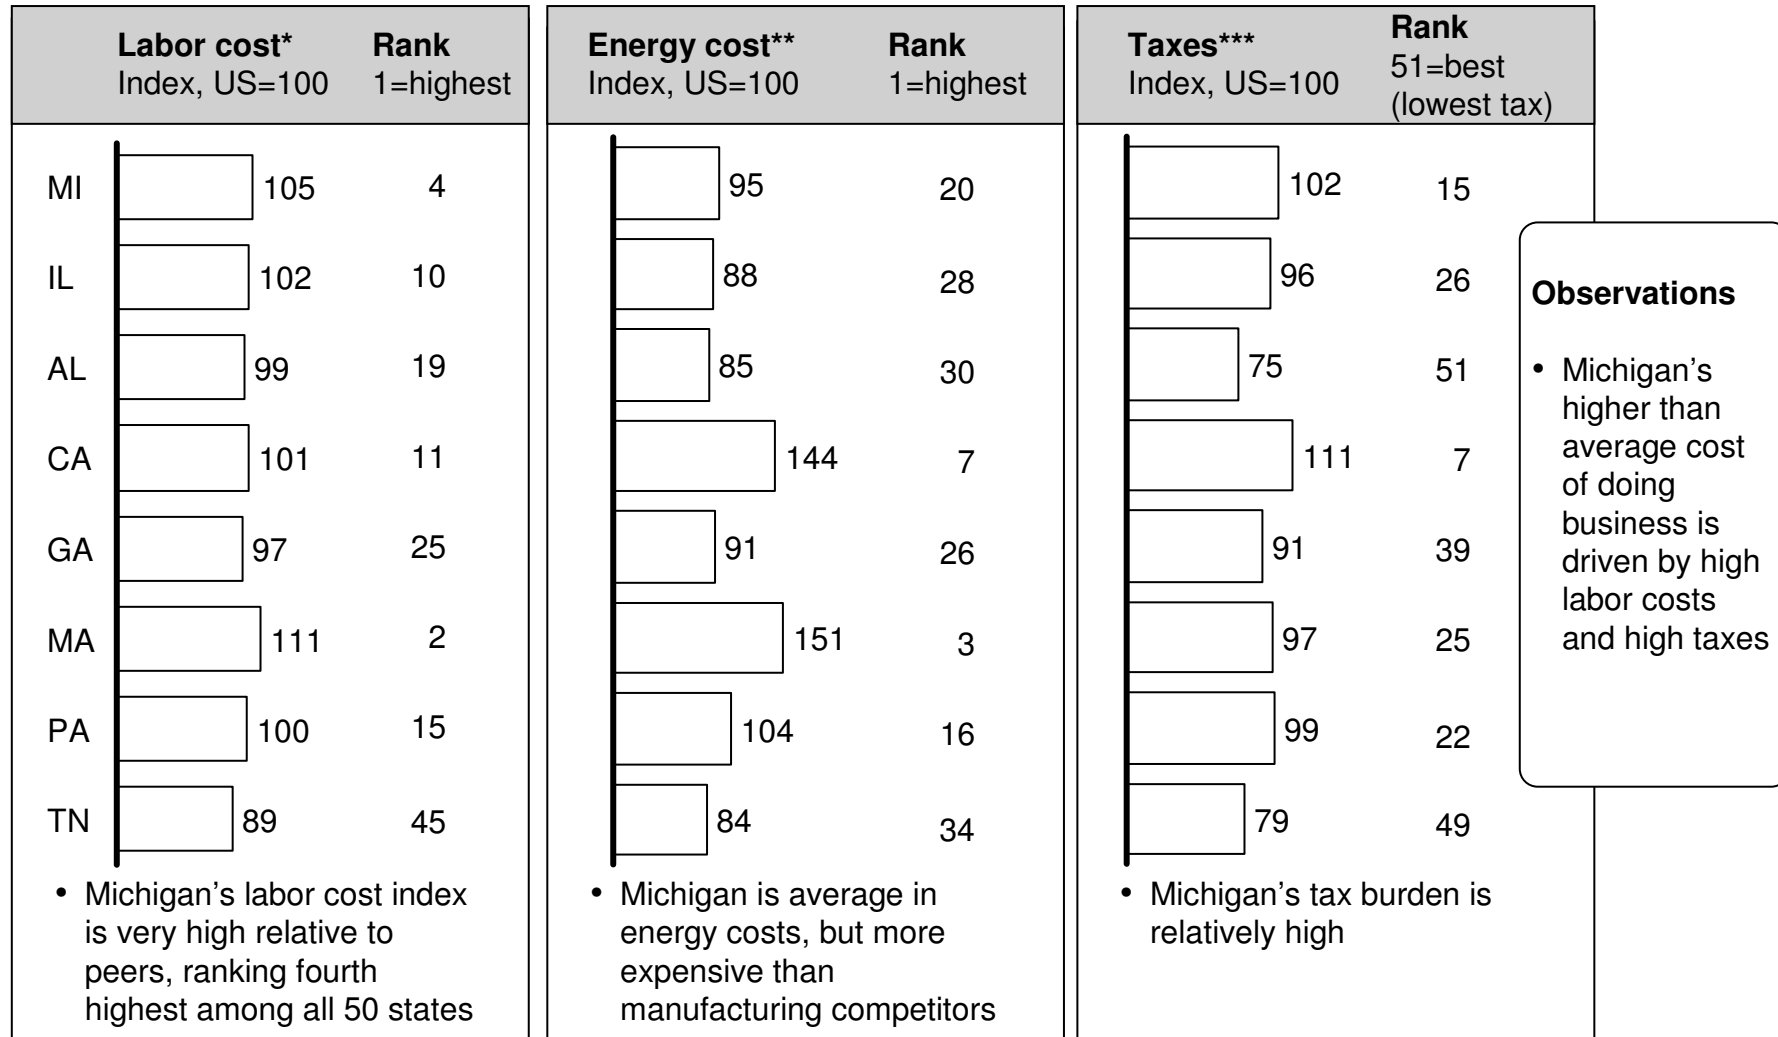 Labor cost*
Index, US=100
Rank
1=highest
MI 105 4
IL 102 10
AL 99 19
CA 101 11
GA 97 25
MA 111 2
PA 100 15
TN 89 45
• Michigan’s labor cost index
is very high relative to
peers, ranking fourth
highest among all 50 states
Energy cost**
Index, US=100
Rank
1=highest
95 20
88 28
85 30
144 7
91 26
151 3
104 16
84 34
• Michigan is average in
energy costs, but more
expensive than
manufacturing competitors
Taxes***
Index, US=100
Rank
51=best
(lowest tax)
102 15
96 26
75 51
111 7
91 39
97 25
99 22
79 49
• Michigan’s tax burden is
relatively high
Observations
• Michigan’s
higher than
average cost
of doing
business is
driven by high
labor costs
and high taxes